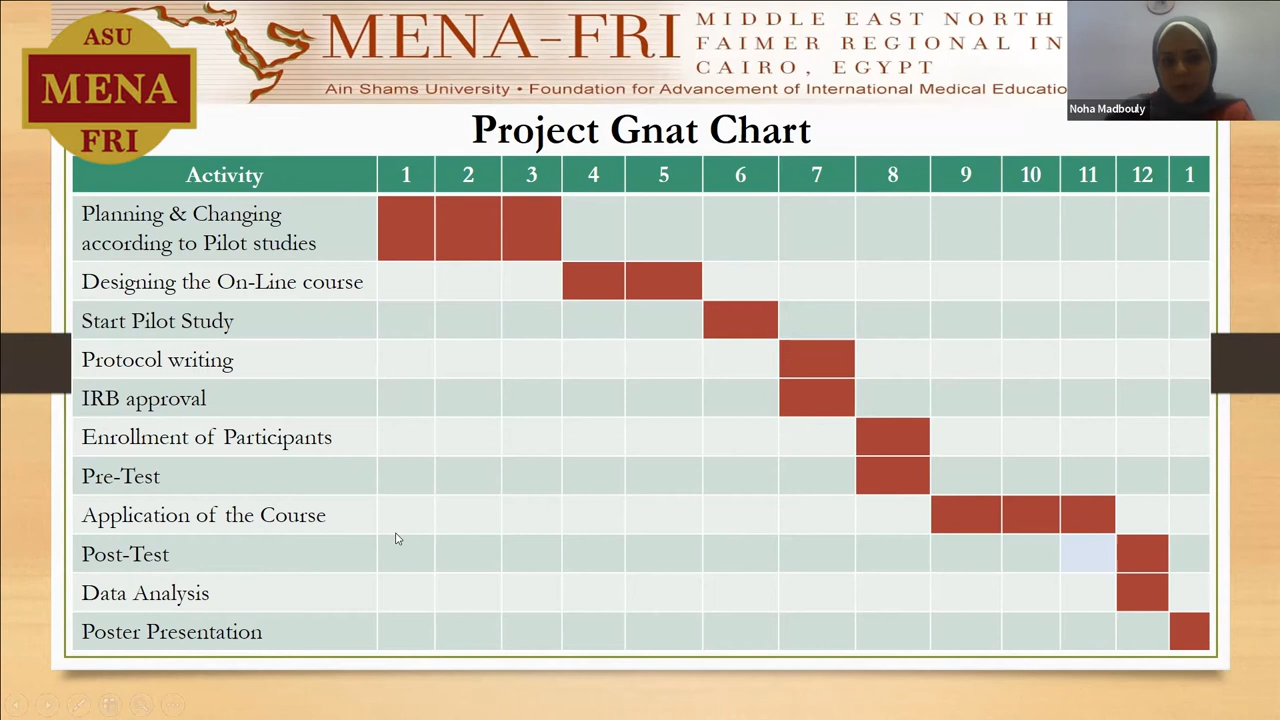 ASU
MENA
FRI
MENA-FRI
MIDDLE EAST NORTH
FAIMER REGIONAL IN
CAIRO, EGYPT
Ain Shams University • Foundation for Advancement of International Medical Educatio
Noha Madbouly
Project Gnat Chart
Activity 1 2 3 4 5 6 7 8 9 10 11 12 1
Planning & Changing
according to Pilot studies
Designing the On-Line course
Start Pilot Study
Protocol writing
IRB approval
Enrollment of Participants
Pre-Test
Application of the Course
Post-Test
Data Analysis
Poster Presentation